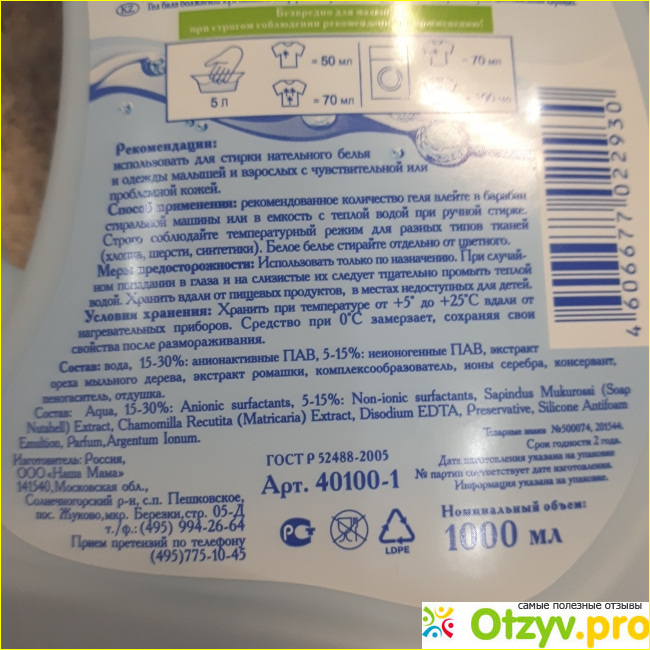 KZ
Безвредно для малыша
при строгом соблюдении рекомендаций по применению!
= 50 мл
= 70 мл
5 л
= 70 мл
Рекомендации:
использовать для стирки нательного белья
и одежды малышей и взрослых с чувствительной или
проблемной кожей.
Способ применения: рекомендованное количество геля влейте в барабан
стиральной машины или в емкость с теплой водой при ручной стирке.
Строго соблюдайте температурный режим для разных типов тканей
(хлопка, шерсти, синтетики). Белое белье стирайте отдельно от цветного.
Меры предосторожности: Использовать только по назначению. При случай-
ном попадании в глаза и на слизистые их следует тщательно промыть теплой
водой. Хранить вдали от пищевых продуктов, в местах недоступных для детей.
Условия хранения: Хранить при температуре от +5° до +25°С вдали от
нагревательных приборов. Средство при 0°С замерзает, сохраняя свои
свойства после размораживания.
Состав: вода, 15-30%: анионактивные ПАВ, 5-15%: неионогенные ПАВ, экстракт
ореха мыльного дерева, экстракт ромашки, комплексообразователь, ионы серебра, консервант,
пеногаситель, отдушка.
Состав: Aqua, 15-30%: Anionic surfactants, 5-15%: Non-ionic surfactants, Sapindus Mukurossi (Soap
Nutshell) Extract, Chamomilla Recutita (Matricaria) Extract, Disodium EDTA, Preservative, Silicone Antifoam
Emultion, Parfum, Argentum Ionum.
Товарные знаки №500074, 201544.
Срок годности 2 года.
Дата изготовления указана на упаковке
№ партии соответствует дате изготовления.
Информация указана на упаковке.
Изготовитель: Россия,
ООО «Наша Мама»
141540, Московская обл.,
Солнечногорский р-н, с.п. Пешковское,
пос. Жуково, мкр. Березки, стр. 05-Д
т./ф.: (495) 994-26-64
Прием претензий по телефону
(495)775-10-45
ГОСТ Р 52488-2005
Арт. 40100-1
LDPE
Номинальный объем:
1000 мл
4 606677 022930
самые полезные отзывы
Otzyv.pro